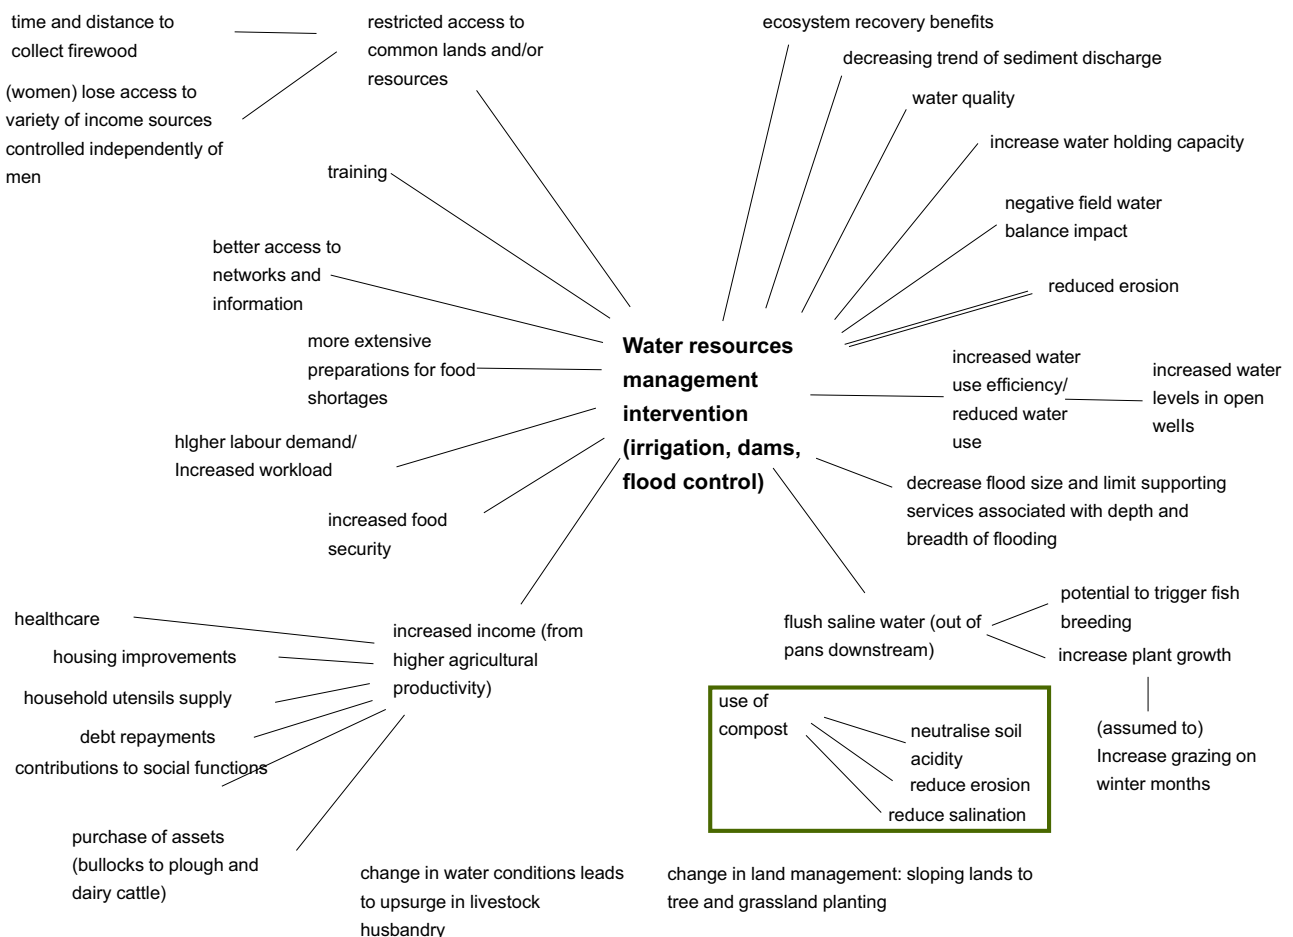 time and distance to
collect firewood
restricted access to
common lands and/or
resources
(women) lose access to
variety of income sources
controlled independently of
men
training
better access to
networks and
information
more extensive
preparations for food
shortages
hIgher labour demand/
Increased workload
increased food
security
ecosystem recovery benefits
decreasing trend of sediment discharge
water quality
increase water holding capacity
negative field water
balance impact
reduced erosion
Water resources
management
intervention
(irrigation, dams,
flood control)
increased water
use efficiency/
reduced water
use
increased water
levels in open
wells
decrease flood size and limit supporting
services associated with depth and
breadth of flooding
healthcare
housing improvements
household utensils supply
debt repayments
contributions to social functions
increased income (from
higher agricultural
productivity)
purchase of assets
(bullocks to plough and
dairy cattle)
flush saline water (out of
pans downstream)
potential to trigger fish
breeding
increase plant growth
(assumed to)
Increase grazing on
winter months
use of
compost
neutralise soil
acidity
reduce erosion
reduce salination
change in water conditions leads
to upsurge in livestock
husbandry
change in land management: sloping lands to
tree and grassland planting